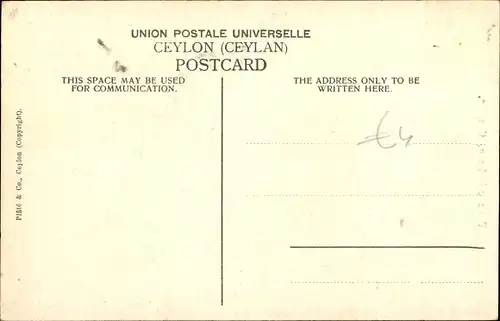 UNION POSTALE UNIVERSELLE
CEYLON (CEYLAN)
POSTCARD
THIS SPACE MAY BE USED
FOR COMMUNICATION.
THE ADDRESS ONLY TO BE
WRITTEN HERE.
£4
Plâté & Co., Ceylon (Copyright).